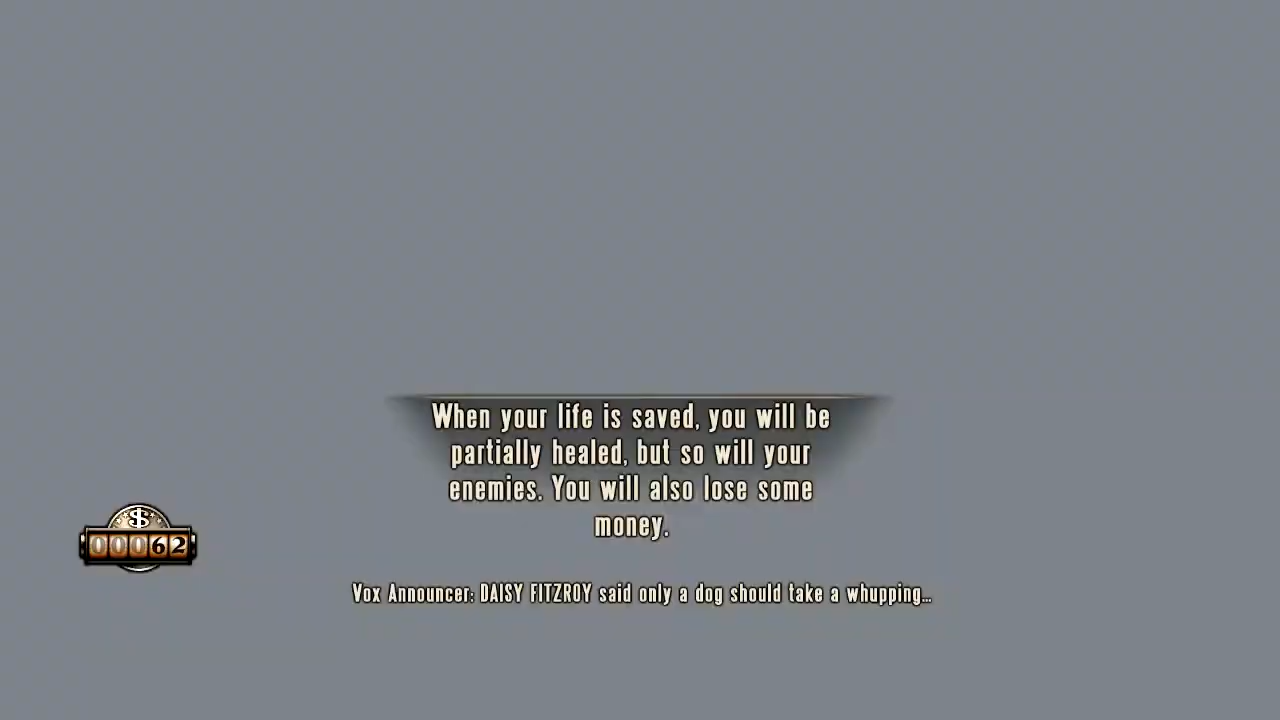 When your life is saved, you will be
partially healed, but so will your
enemies. You will also lose some
money.
$
00062
Vox Announcer: DAISY FITZROY said only a dog should take a whupping...